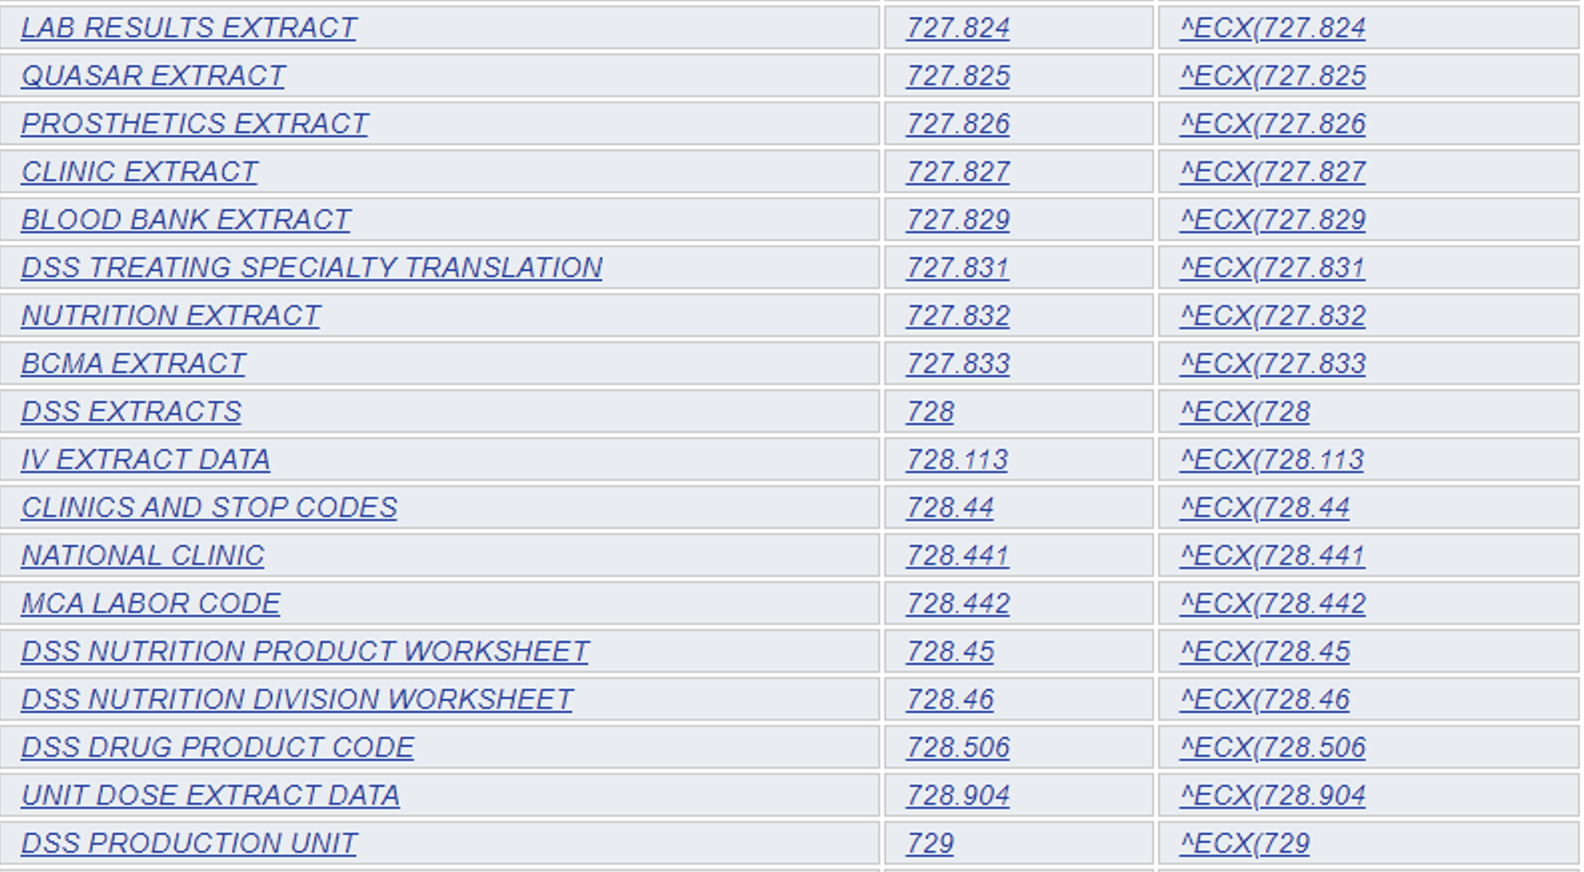 LAB RESULTS EXTRACT 727.824 ^ECX(727.824
QUASAR EXTRACT 727.825 ^ECX(727.825
PROSTHETICS EXTRACT 727.826 ^ECX(727.826
CLINIC EXTRACT 727.827 ^ECX(727.827
BLOOD BANK EXTRACT 727.829 ^ECX(727.829
DSS TREATING SPECIALTY TRANSLATION 727.831 ^ECX(727.831
NUTRITION EXTRACT 727.832 ^ECX(727.832
BCMA EXTRACT 727.833 ^ECX(727.833
DSS EXTRACTS 728 ^ECX(728
IV EXTRACT DATA 728.113 ^ECX(728.113
CLINICS AND STOP CODES 728.44 ^ECX(728.44
NATIONAL CLINIC 728.441 ^ECX(728.441
MCA LABOR CODE 728.442 ^ECX(728.442
DSS NUTRITION PRODUCT WORKSHEET 728.45 ^ECX(728.45
DSS NUTRITION DIVISION WORKSHEET 728.46 ^ECX(728.46
DSS DRUG PRODUCT CODE 728.506 ^ECX(728.506
UNIT DOSE EXTRACT DATA 728.904 ^ECX(728.904
DSS PRODUCTION UNIT 729 ^ECX(729